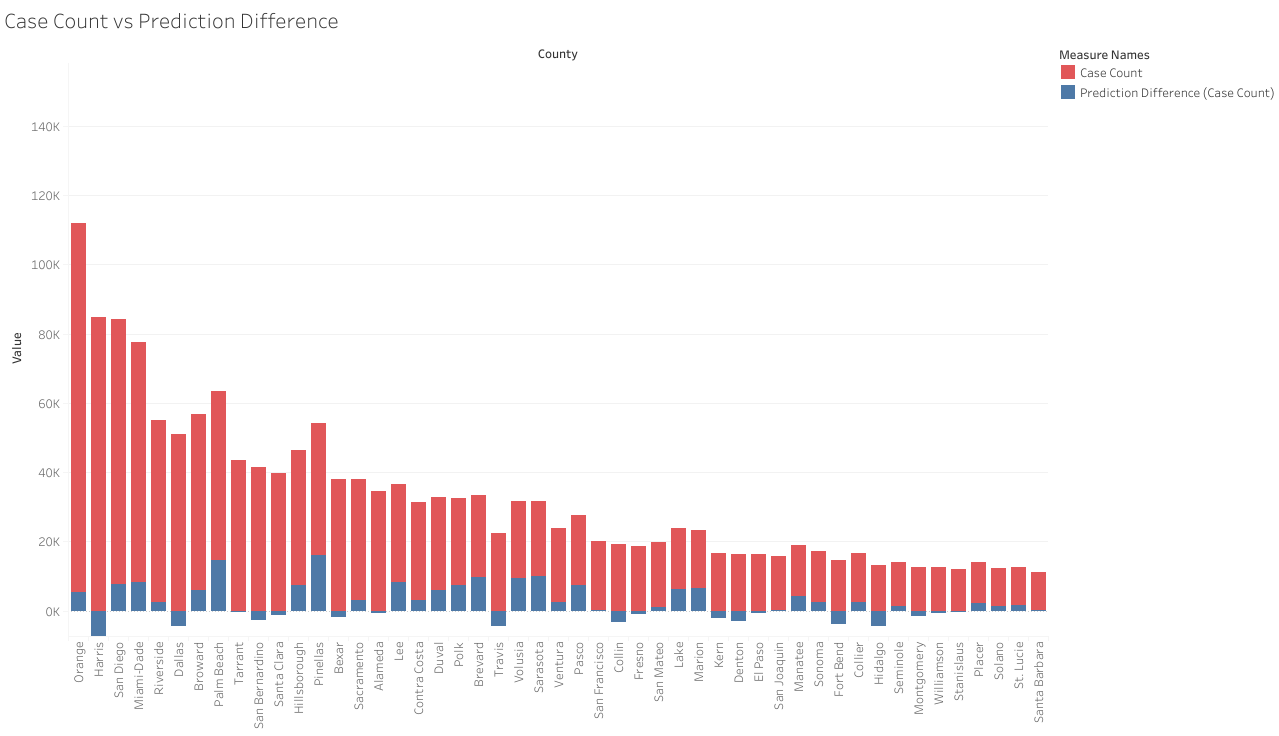 Case Count vs Prediction Difference
County
Measure Names
Case Count
Prediction Difference (Case Count)
Value
140K
120K
100K
80K
60K
40K
20K
0K
Orange
Harris
San Diego
Miami-Dade
Riverside
Dallas
Broward
Palm Beach
Tarrant
San Bernardino
Santa Clara
Hillsborough
Pinellas
Bexar
Sacramento
Alameda
Lee
Contra Costa
Duval
Polk
Brevard
Travis
Volusia
Sarasota
Ventura
Pasco
San Francisco
Collin
Fresno
San Mateo
Lake
Marion
Kern
Denton
El Paso
San Joaquin
Manatee
Sonoma
Fort Bend
Collier
Hidalgo
Seminole
Montgomery
Williamson
Stanislaus
Placer
Solano
St. Lucie
Santa Barbara